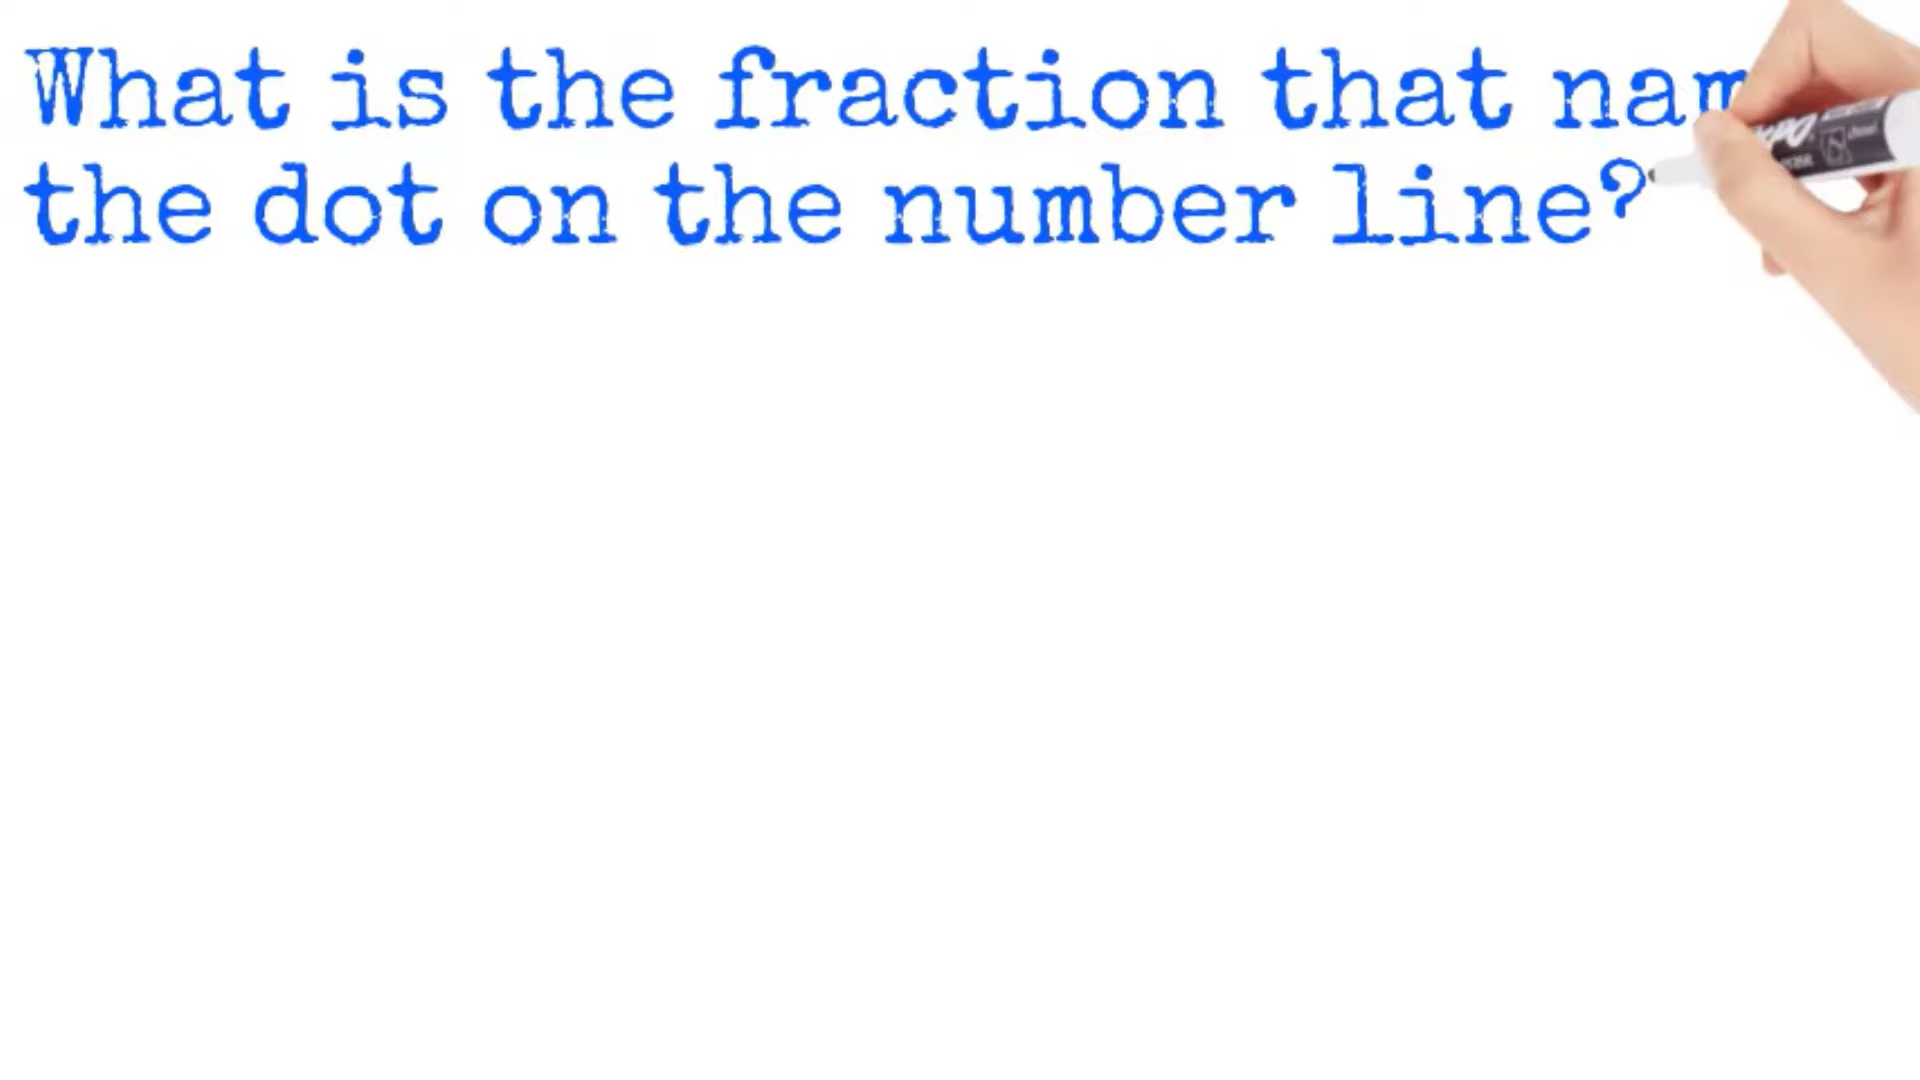 What is the fraction that nam
the dot on the number line?